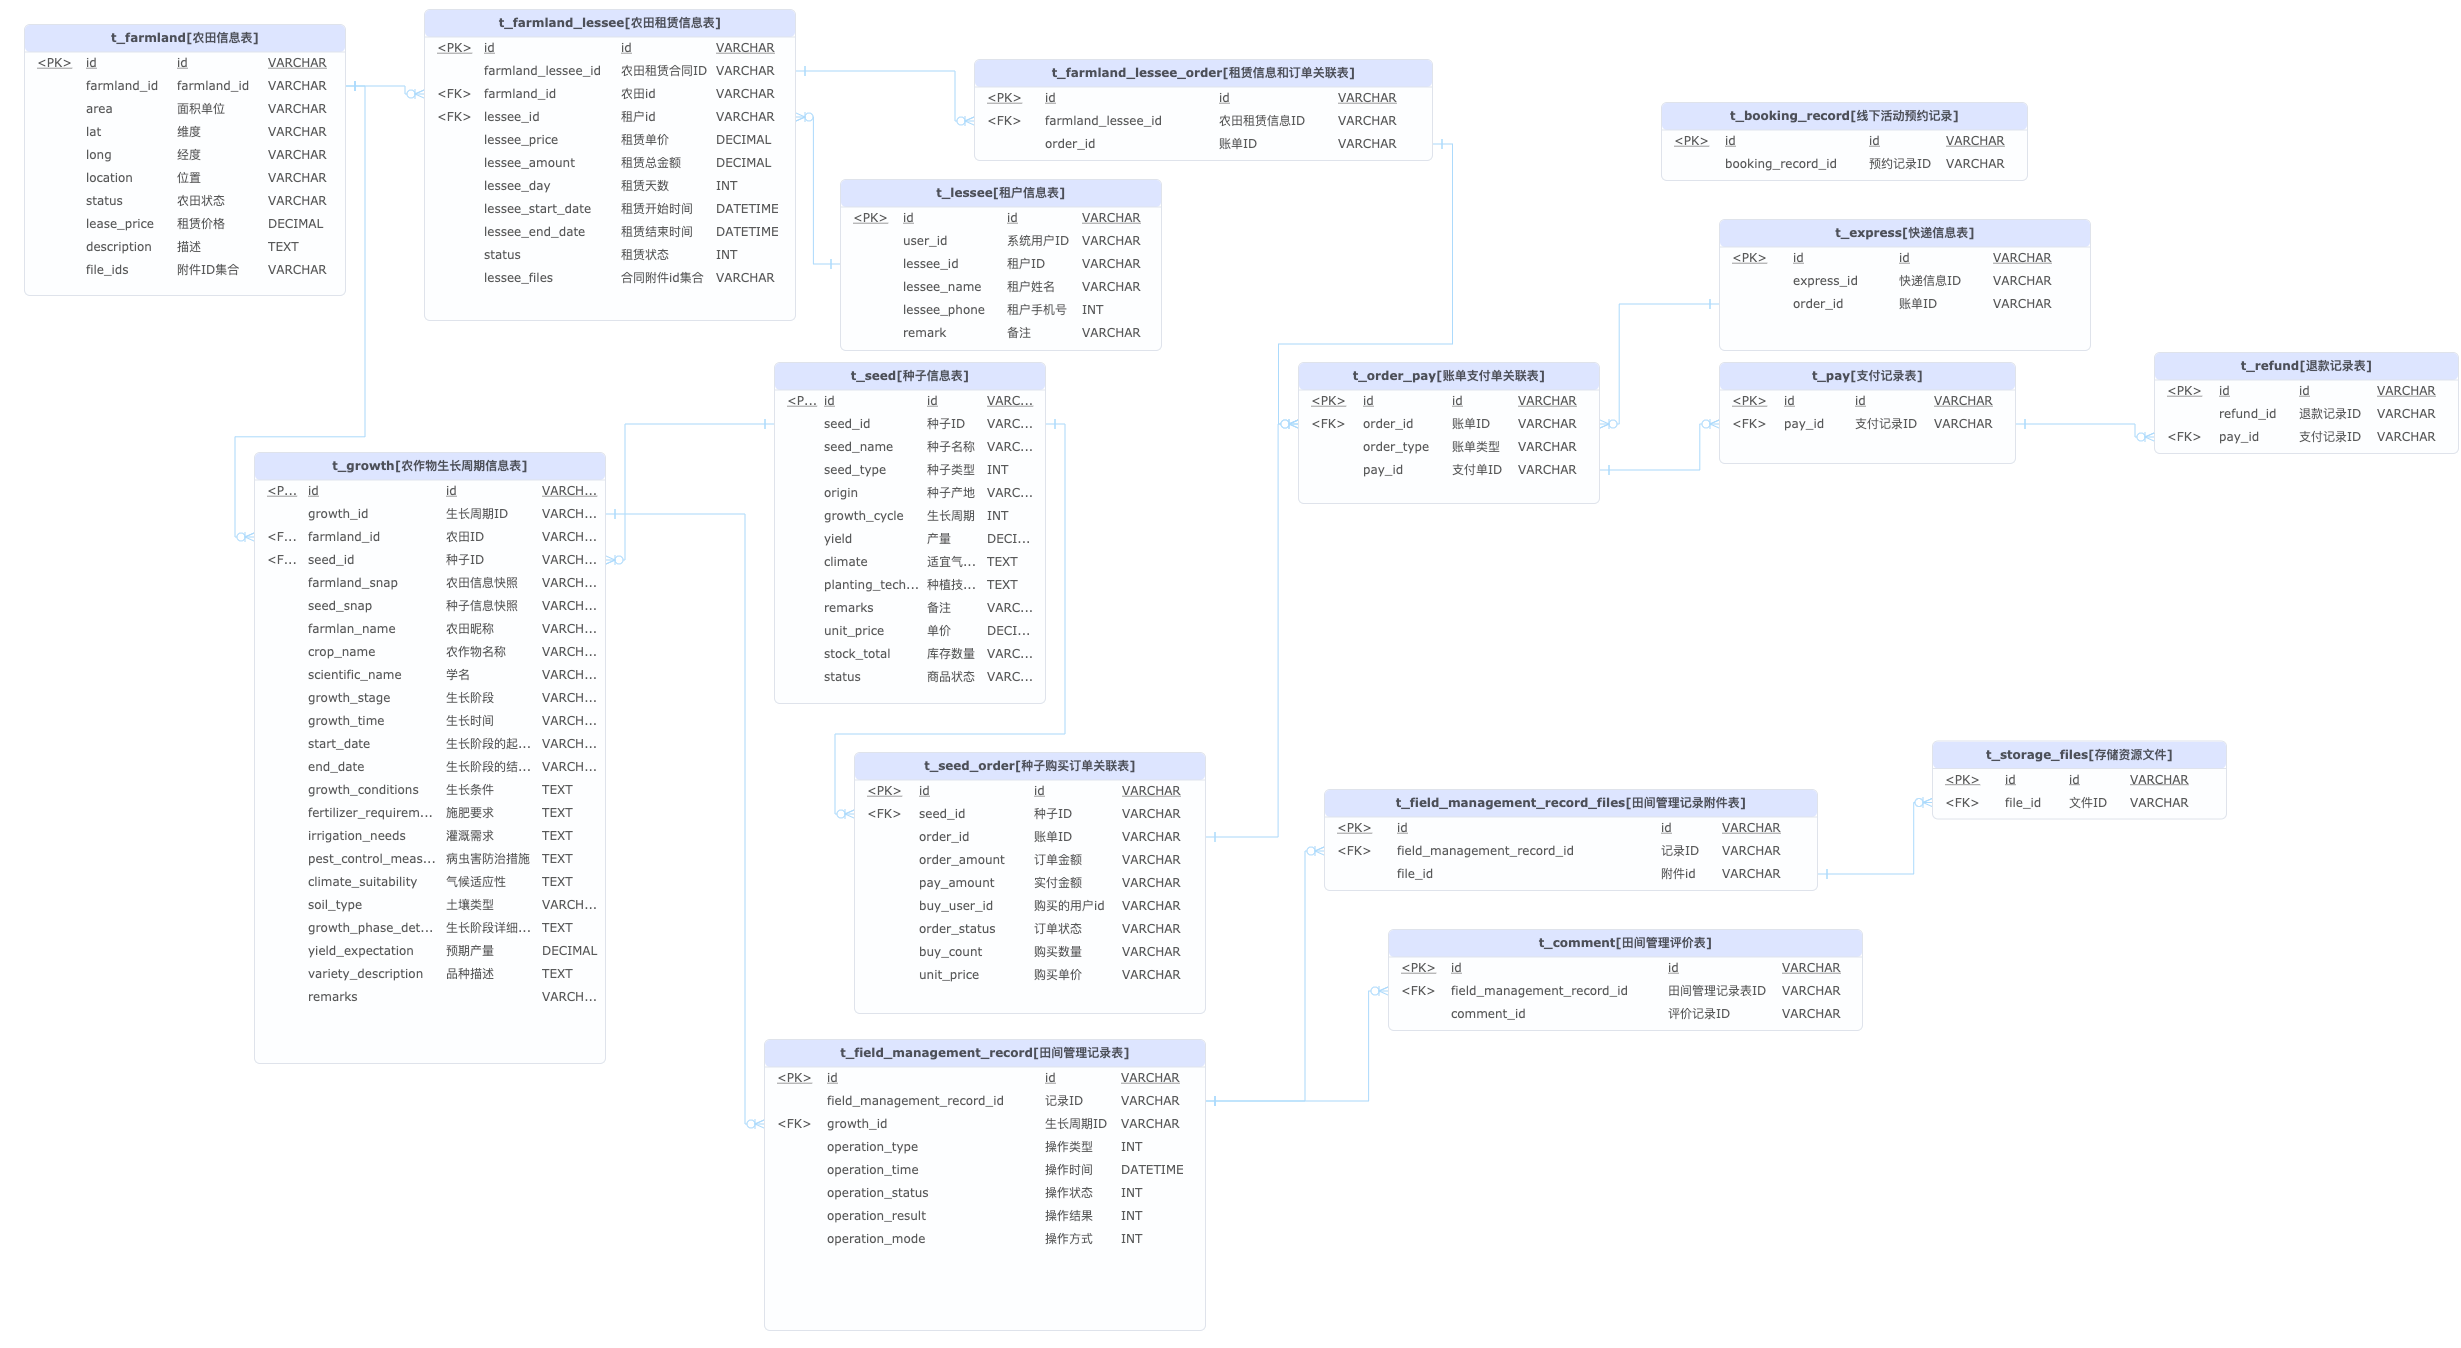 t_farmland[农田信息表]
<PK> id id VARCHAR
farmland_id farmland_id VARCHAR
area 面积单位 VARCHAR
lat 维度 VARCHAR
long 经度 VARCHAR
location 位置 VARCHAR
status 农田状态 VARCHAR
lease_price 租赁价格 DECIMAL
description 描述 TEXT
file_ids 附件ID集合 VARCHAR
t_farmland_lessee[农田租赁信息表]
<PK> id id VARCHAR
farmland_lessee_id 农田租赁合同ID VARCHAR
<FK> farmland_id 农田id VARCHAR
<FK> lessee_id 租户id VARCHAR
lessee_price 租赁单价 DECIMAL
lessee_amount 租赁总金额 DECIMAL
lessee_day 租赁天数 INT
lessee_start_date 租赁开始时间 DATETIME
lessee_end_date 租赁结束时间 DATETIME
status 租赁状态 INT
lessee_files 合同附件id集合 VARCHAR
t_farmland_lessee_order[租赁信息和订单关联表]
<PK> id id VARCHAR
<FK> farmland_lessee_id 农田租赁信息ID VARCHAR
order_id 账单ID VARCHAR
t_lessee[租户信息表]
<PK> id id VARCHAR
user_id 系统用户ID VARCHAR
lessee_id 租户ID VARCHAR
lessee_name 租户姓名 VARCHAR
lessee_phone 租户手机号 INT
remark 备注 VARCHAR
t_booking_record[线下活动预约记录]
<PK> id id VARCHAR
booking_record_id 预约记录ID VARCHAR
t_express[快递信息表]
<PK> id id VARCHAR
express_id 快递信息ID VARCHAR
order_id 账单ID VARCHAR
t_seed[种子信息表]
<P... id id VARC...
seed_id 种子ID VARC...
seed_name 种子名称 VARC...
seed_type 种子类型 INT
origin 种子产地 VARC...
growth_cycle 生长周期 INT
yield 产量 DECI...
climate 适宜气... TEXT
planting_tech... 种植技... TEXT
remarks 备注 VARC...
unit_price 单价 DECI...
stock_total 库存数量 VARC...
status 商品状态 VARC...
t_order_pay[账单支付单关联表]
<PK> id id VARCHAR
<FK> order_id 账单ID VARCHAR
order_type 账单类型 VARCHAR
pay_id 支付单ID VARCHAR
t_pay[支付记录表]
<PK> id id VARCHAR
<FK> pay_id 支付记录ID VARCHAR
t_refund[退款记录表]
<PK> id id VARCHAR
refund_id 退款记录ID VARCHAR
<FK> pay_id 支付记录ID VARCHAR
t_growth[农作物生长周期信息表]
<P... id id VARCH...
growth_id 生长周期ID VARCH...
<F... farmland_id 农田ID VARCH...
<F... seed_id 种子ID VARCH...
farmland_snap 农田信息快照 VARCH...
seed_snap 种子信息快照 VARCH...
farmlan_name 农田昵称 VARCH...
crop_name 农作物名称 VARCH...
scientific_name 学名 VARCH...
growth_stage 生长阶段 VARCH...
growth_time 生长时间 VARCH...
start_date 生长阶段的起... VARCH...
end_date 生长阶段的结... VARCH...
growth_conditions 生长条件 TEXT
fertilizer_requirem... 施肥要求 TEXT
irrigation_needs 灌溉需求 TEXT
pest_control_meas... 病虫害防治措施 TEXT
climate_suitability 气候适应性 TEXT
soil_type 土壤类型 VARCH...
growth_phase_det... 生长阶段详细... TEXT
yield_expectation 预期产量 DECIMAL
variety_description 品种描述 TEXT
remarks VARCH...
t_seed_order[种子购买订单关联表]
<PK> id id VARCHAR
<FK> seed_id 种子ID VARCHAR
order_id 账单ID VARCHAR
order_amount 订单金额 VARCHAR
pay_amount 实付金额 VARCHAR
buy_user_id 购买的用户id VARCHAR
order_status 订单状态 VARCHAR
buy_count 购买数量 VARCHAR
unit_price 购买单价 VARCHAR
t_storage_files[存储资源文件]
<PK> id id VARCHAR
<FK> file_id 文件ID VARCHAR
t_field_management_record_files[田间管理记录附件表]
<PK> id id VARCHAR
<FK> field_management_record_id 记录ID VARCHAR
file_id 附件id VARCHAR
t_comment[田间管理评价表]
<PK> id id VARCHAR
<FK> field_management_record_id 田间管理记录表ID VARCHAR
comment_id 评价记录ID VARCHAR
t_field_management_record[田间管理记录表]
<PK> id id VARCHAR
field_management_record_id 记录ID VARCHAR
<FK> growth_id 生长周期ID VARCHAR
operation_type 操作类型 INT
operation_time 操作时间 DATETIME
operation_status 操作状态 INT
operation_result 操作结果 INT
operation_mode 操作方式 INT